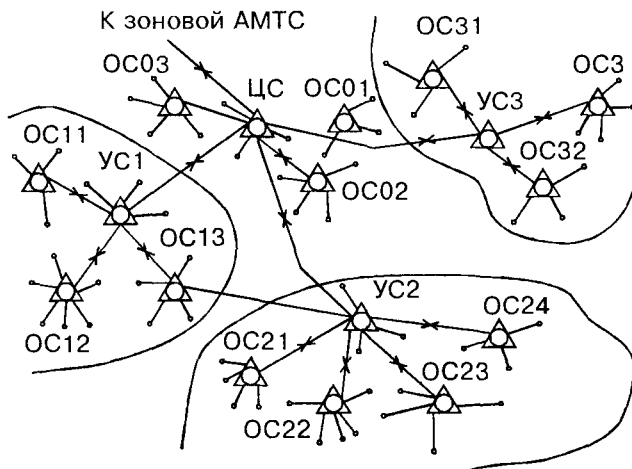 К зоновой АМТС
ОС31
ОС03
ЦС
ОС01
УС3
ОС3
ОС11
УС1
ОС32
ОС02
ОС13
УС2
ОС24
ОС21
ОС12
ОС23
ОС22